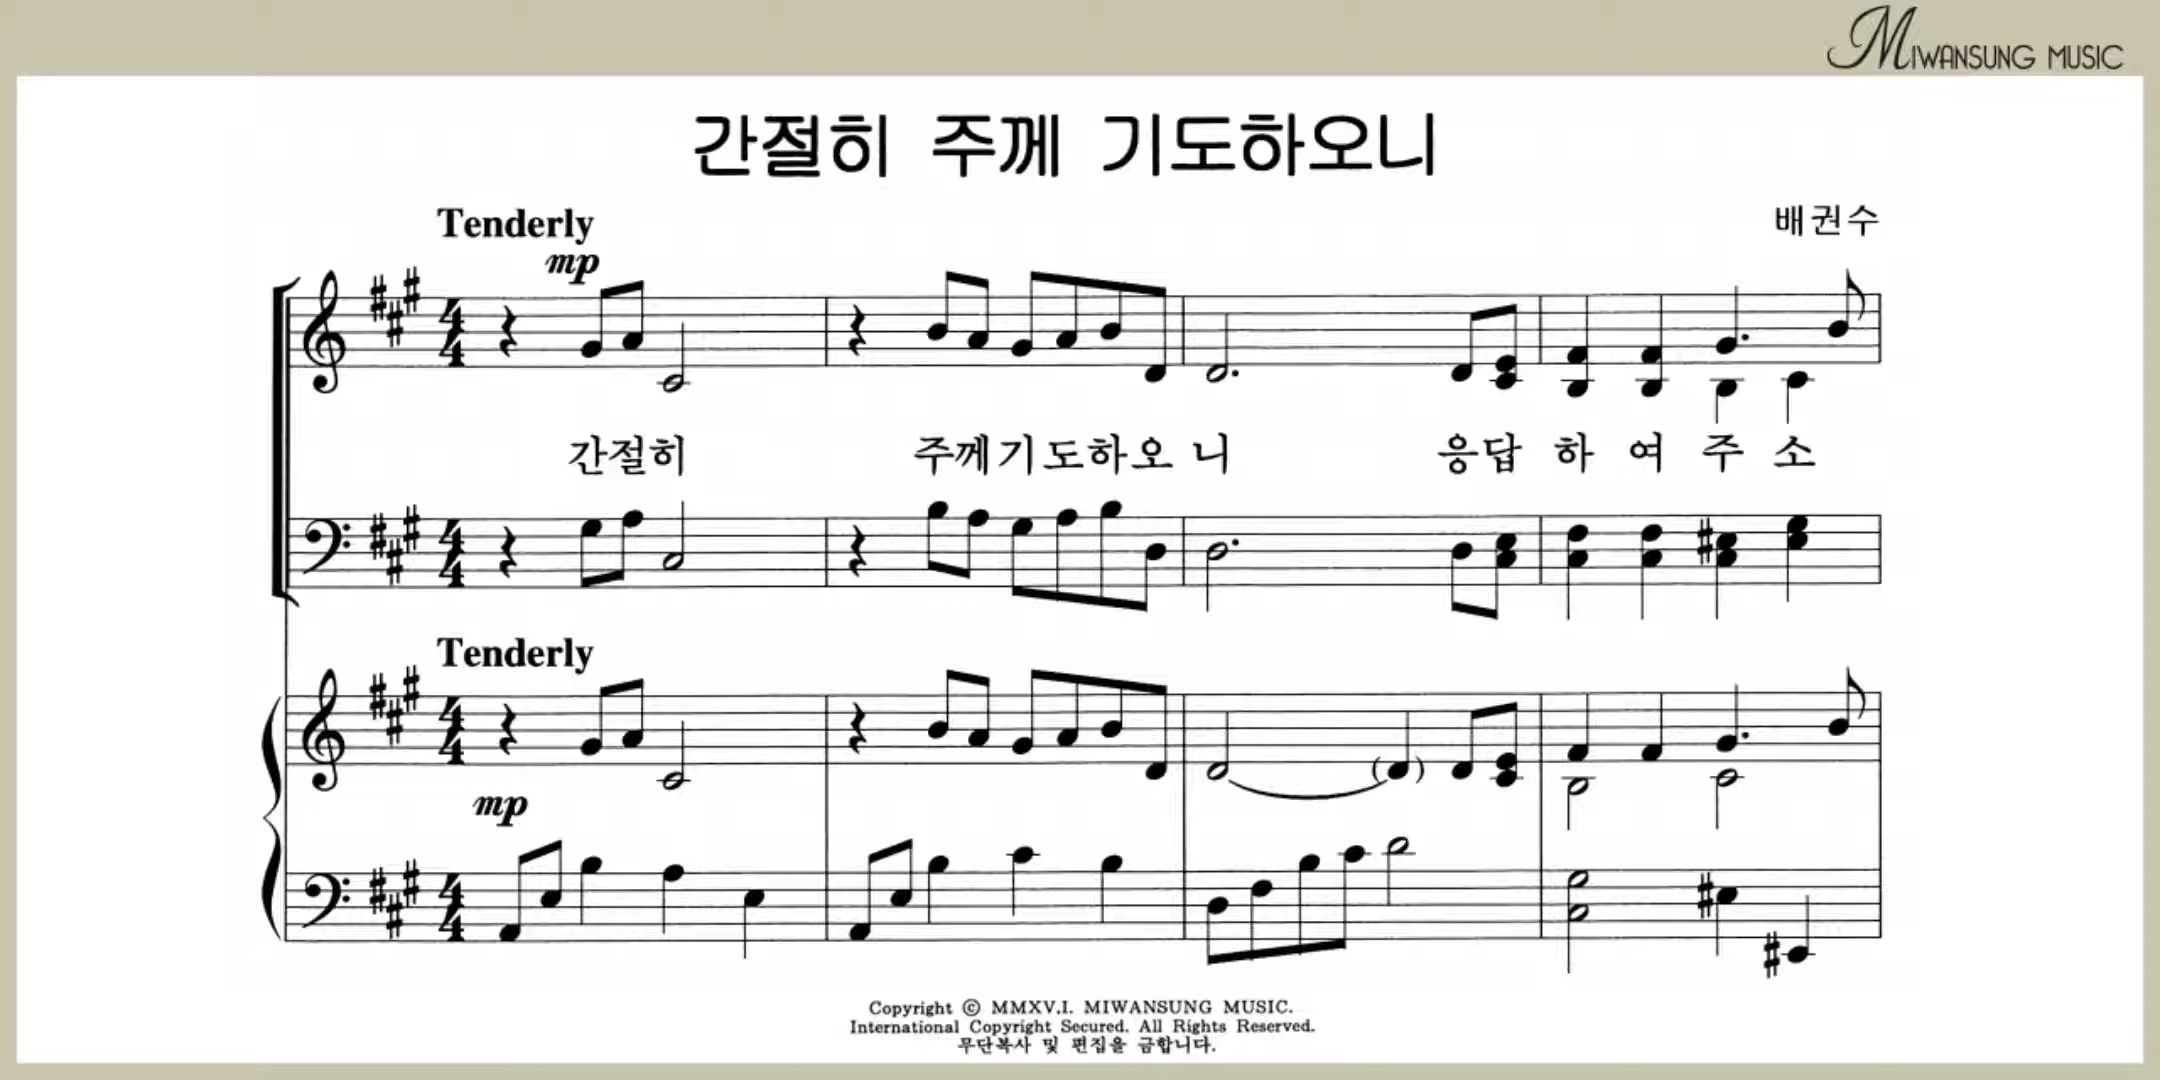 MIWANSUNG MUSIC
간절히 주께 기도하오니
Tenderly
배권수
mp
간절히 주께기도하오 니 응답 하 여 주 소
Tenderly
mp
Copyright ⓒ MMXV.I. MIWANSUNG MUSIC.
International Copyright Secured. All Rights Reserved.
무단복사 및 편집을 금합니다.